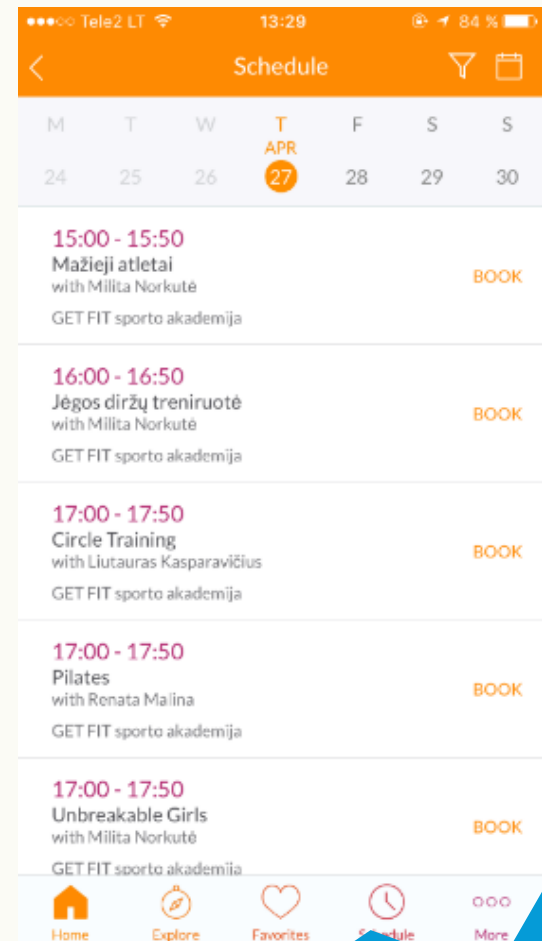 Tele2 LT 13:29 84 %
Schedule
M T W T F S S
APR
24 25 26 27 28 29 30
15:00 - 15:50
Mažieji atletai
with Milita Norkutė
BOOK
GET FIT sporto akademija
16:00 - 16:50
Jėgos diržų treniruotė
with Milita Norkutė
BOOK
GET FIT sporto akademija
17:00 - 17:50
Circle Training
with Liutauras Kasparavičius
BOOK
GET FIT sporto akademija
17:00 - 17:50
Pilates
with Renata Malina
BOOK
GET FIT sporto akademija
17:00 - 17:50
Unbreakable Girls
with Milita Norkutė
BOOK
GET FIT sporto akademija
Home Explore Favorites Schedule More